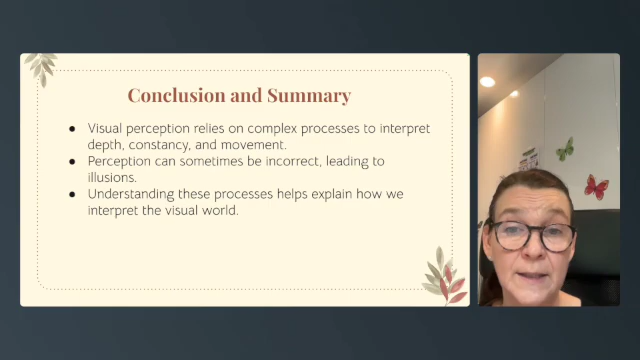 Conclusion and Summary
● Visual perception relies on complex processes to interpret
depth, constancy, and movement.
● Perception can sometimes be incorrect, leading to
illusions.
● Understanding these processes helps explain how we
interpret the visual world.